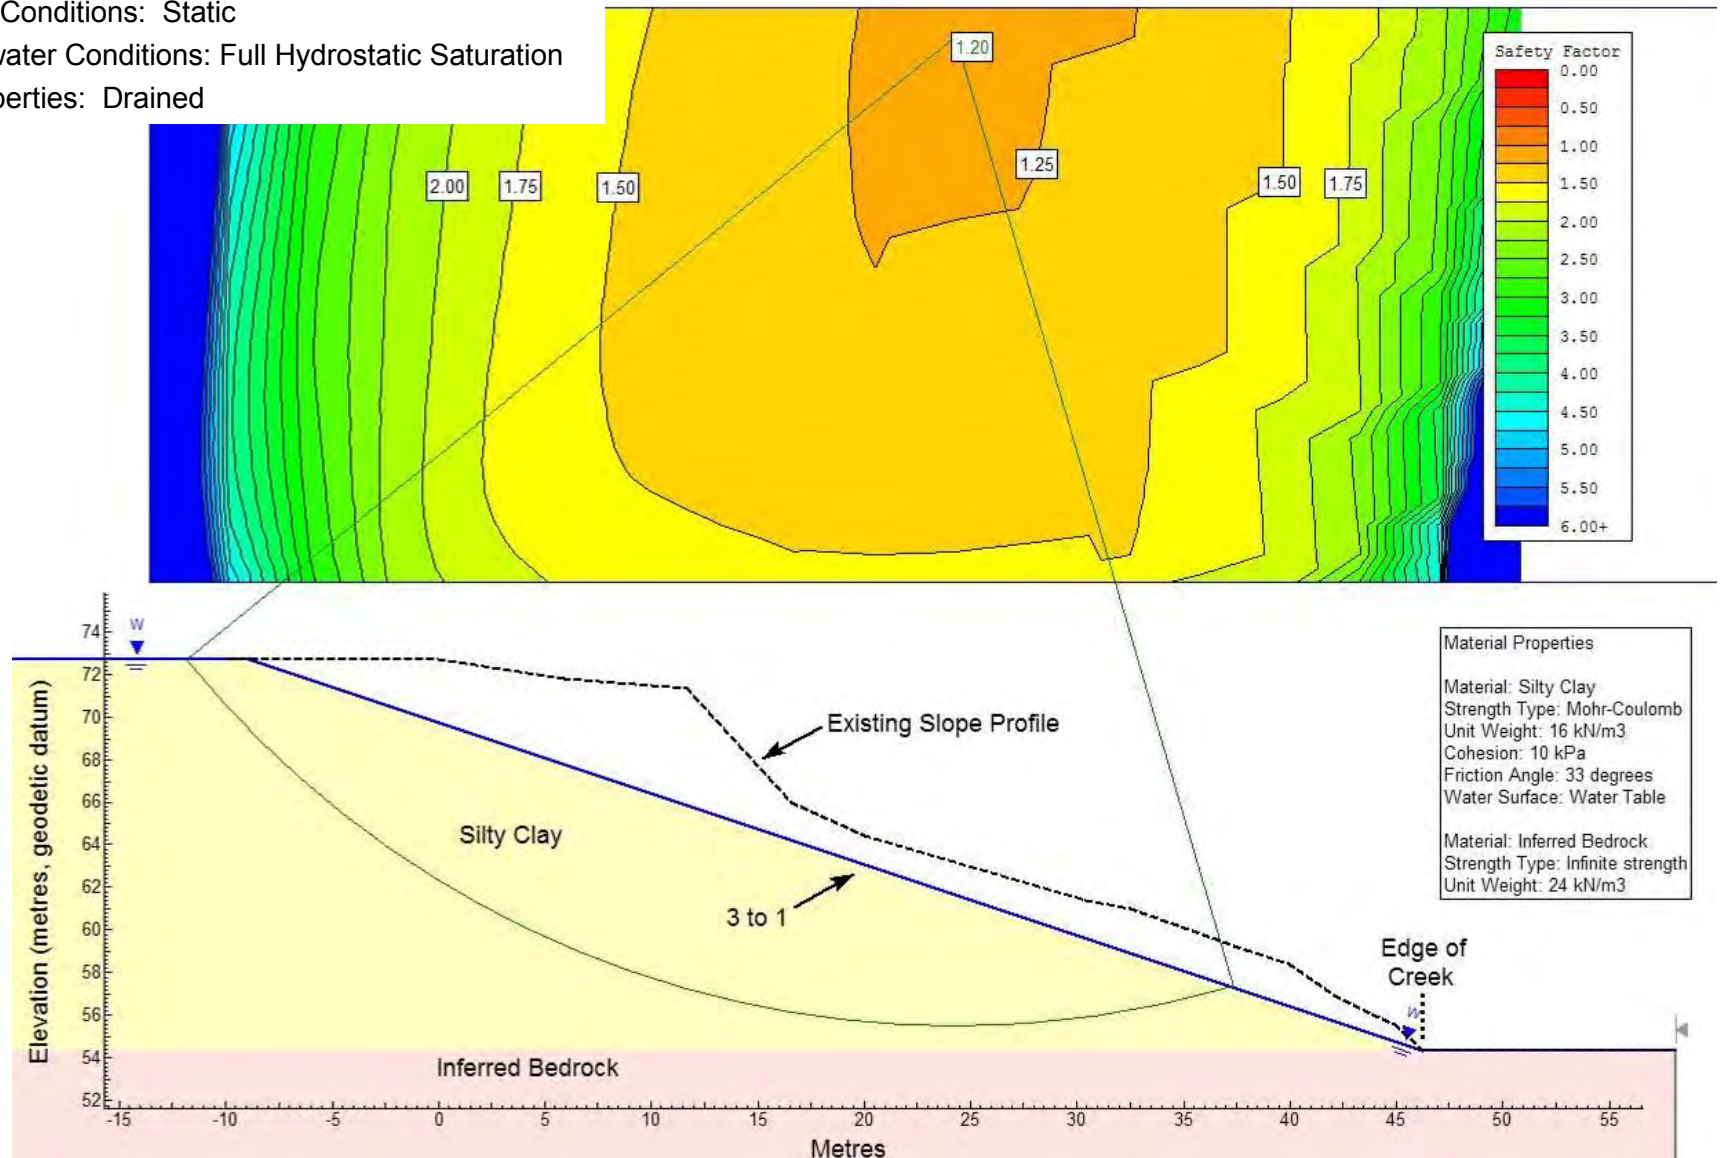 Conditions: Static
water Conditions: Full Hydrostatic Saturation
perties: Drained
1.20
1.25
2.00
1.75
1.50
1.50
1.75
Safety Factor
0.00
0.50
1.00
1.50
2.00
2.50
3.00
3.50
4.00
4.50
5.00
5.50
6.00+
W
74
72
70
68
66
64
62
60
58
56
54
52
Elevation (metres, geodetic datum)
Existing Slope Profile
Silty Clay
3 to 1
Inferred Bedrock
Edge of
Creek
W
Material Properties
Material: Silty Clay
Strength Type: Mohr-Coulomb
Unit Weight: 16 kN/m3
Cohesion: 10 kPa
Friction Angle: 33 degrees
Water Surface: Water Table
Material: Inferred Bedrock
Strength Type: Infinite strength
Unit Weight: 24 kN/m3
-15 -10 -5 0 5 10 15 20 25 30 35 40 45 50 55
Metres